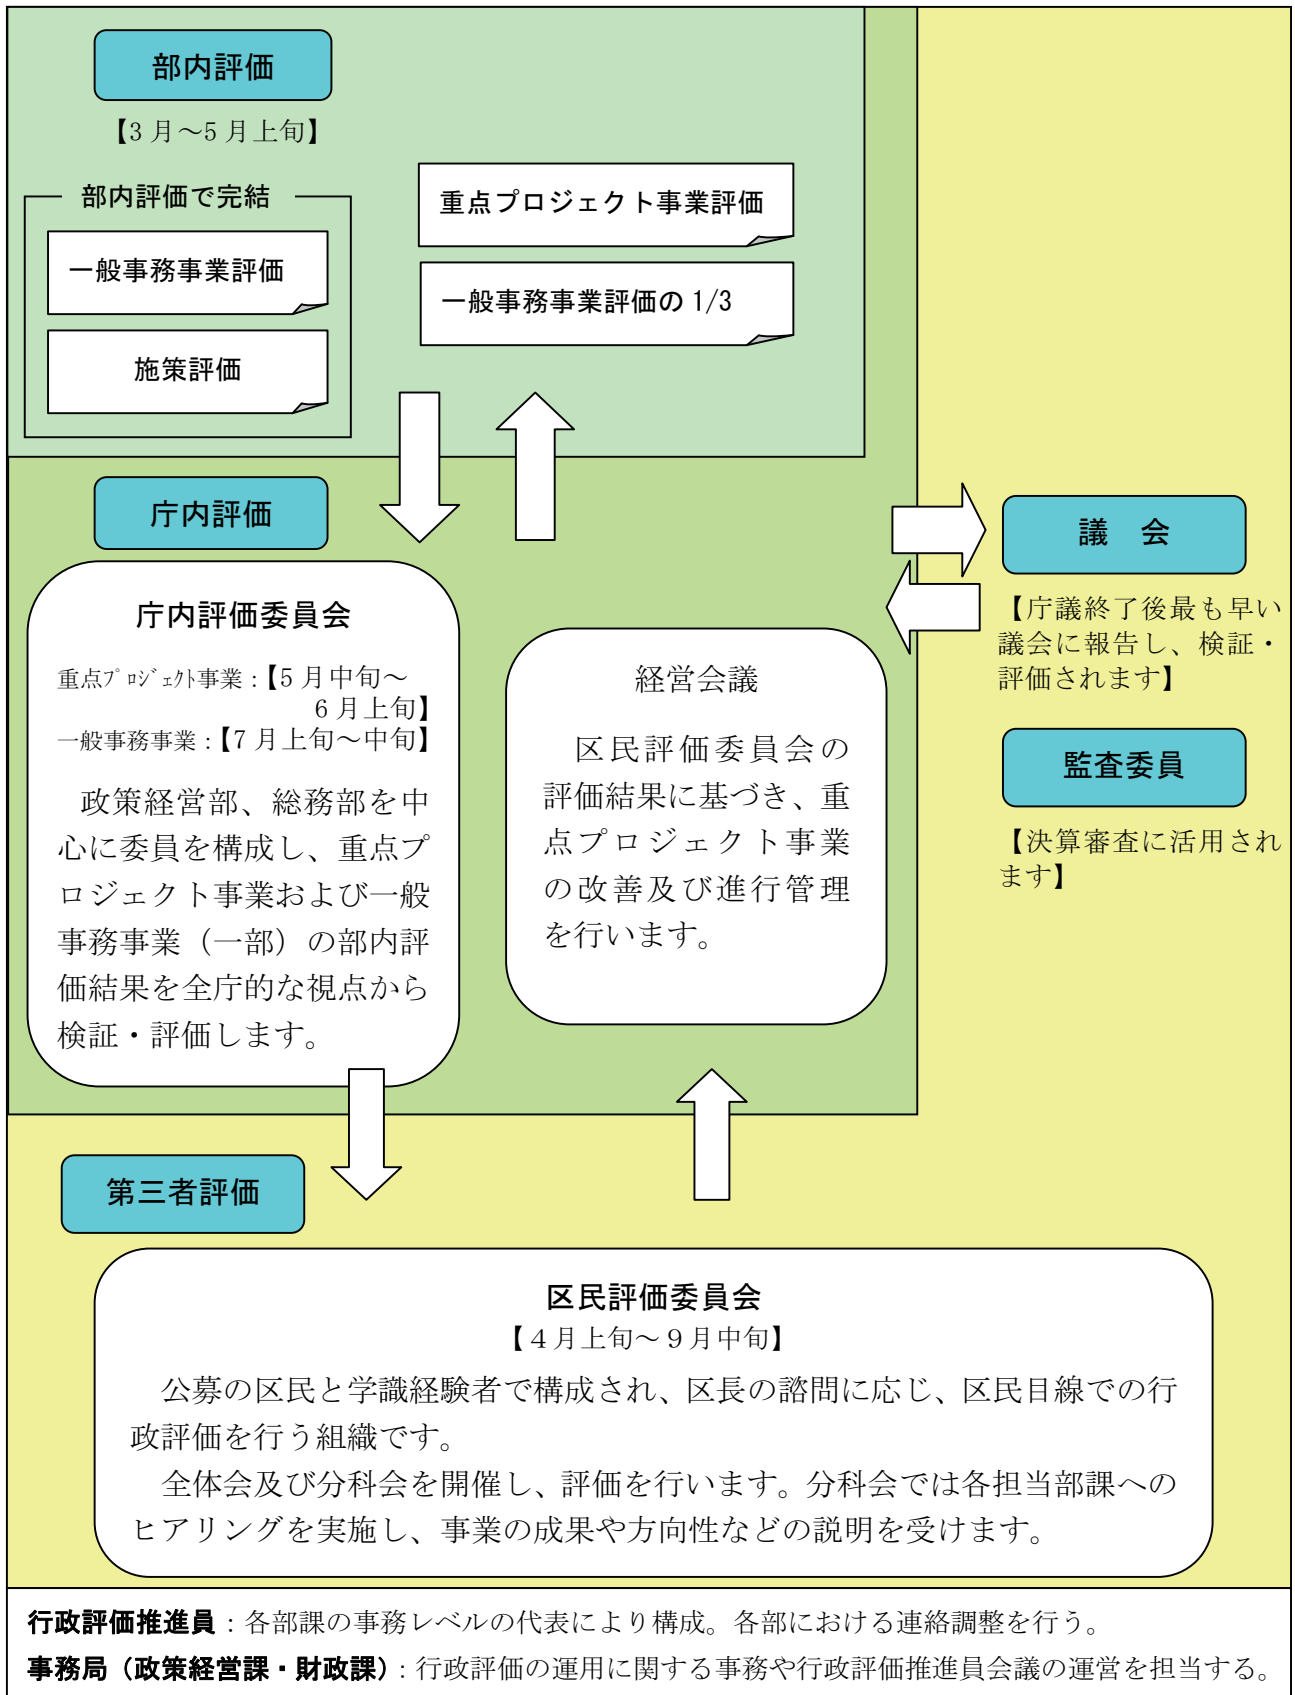 部内評価
【3月～5月上旬】
部内評価で完結
一般事務事業評価
施策評価
重点プロジェクト事業評価
一般事務事業評価の 1/3
庁内評価
庁内評価委員会
重点プロジェクト事業：【5月中旬～
6月上旬】
一般事務事業：【7月上旬～中旬】
政策経営部、総務部を中
心に委員を構成し、重点プ
ロジェクト事業および一般
事務事業（一部）の部内評
価結果を全庁的な視点から
検証・評価します。
経営会議
区民評価委員会の
評価結果に基づき、重
点プロジェクト事業
の改善及び進行管理
を行います。
議　会
【庁議終了後最も早い
議会に報告し、検証・
評価されます】
監査委員
【決算審査に活用され
ます】
第三者評価
区民評価委員会
【４月上旬～９月中旬】
公募の区民と学識経験者で構成され、区長の諮問に応じ、区民目線での行
政評価を行う組織です。
全体会及び分科会を開催し、評価を行います。分科会では各担当部課への
ヒアリングを実施し、事業の成果や方向性などの説明を受けます。
行政評価推進員：各部課の事務レベルの代表により構成。各部における連絡調整を行う。
事務局（政策経営課・財政課）：行政評価の運用に関する事務や行政評価推進員会議の運営を担当する。